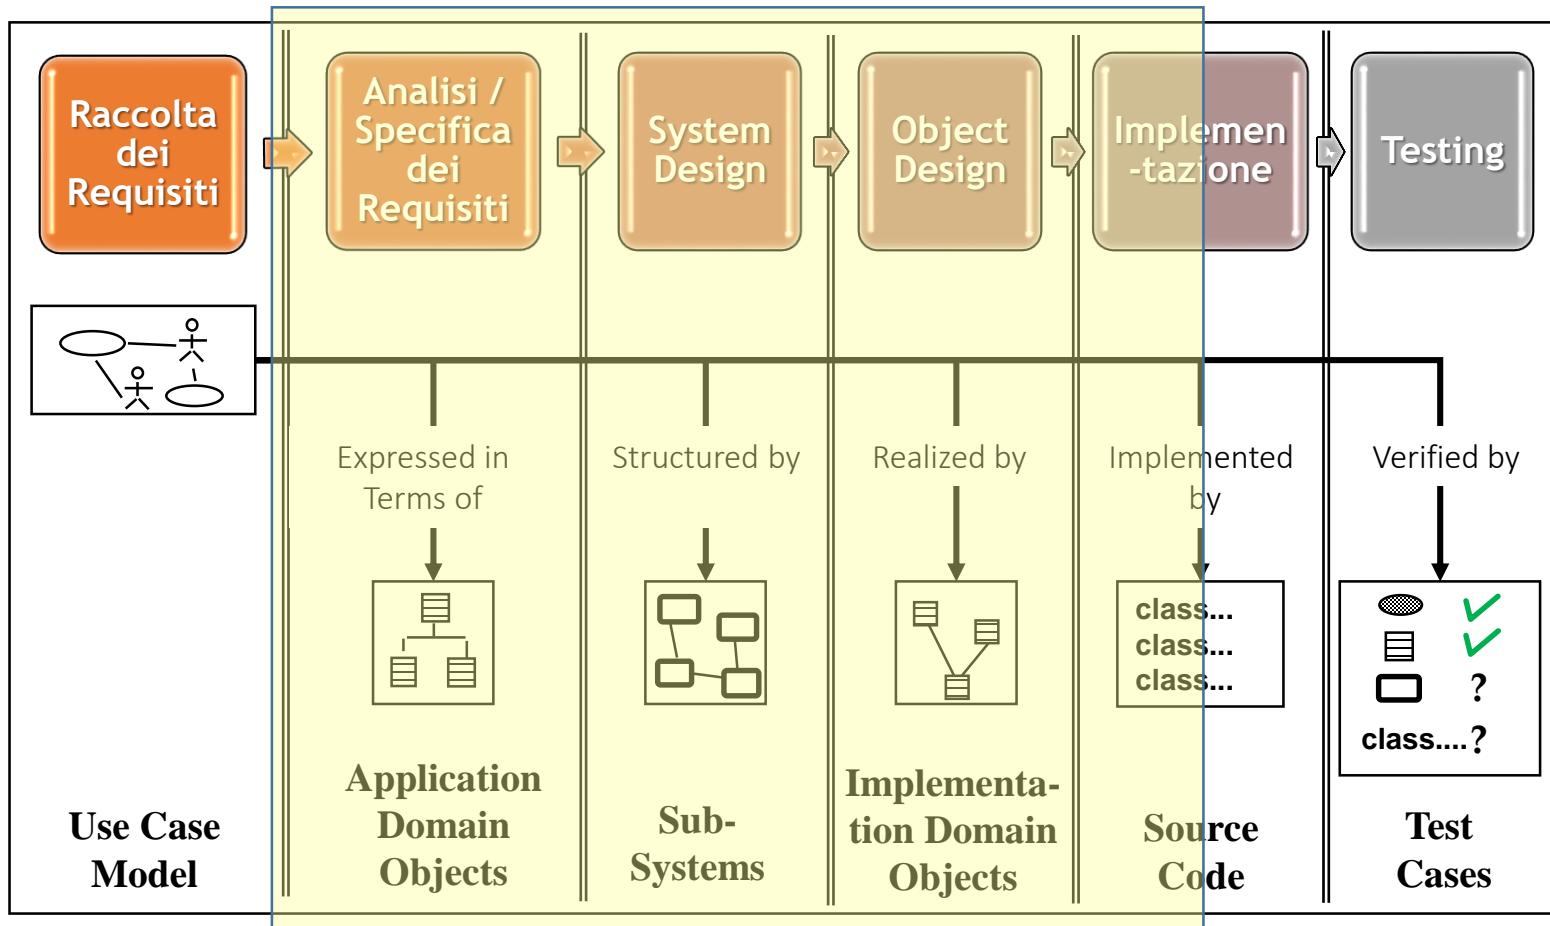 Raccolta
dei
Requisiti
Analisi /
Specifica
dei
Requisiti
System
Design
Object
Design
Implemen
-tazione
Testing
Expressed in
Terms of
Structured by
Realized by
Implemented
by
Verified by
class...
class...
class...
?
class....?
Use Case
Model
Application
Domain
Objects
Sub-
Systems
Implementa-
tion Domain
Objects
Source
Code
Test
Cases